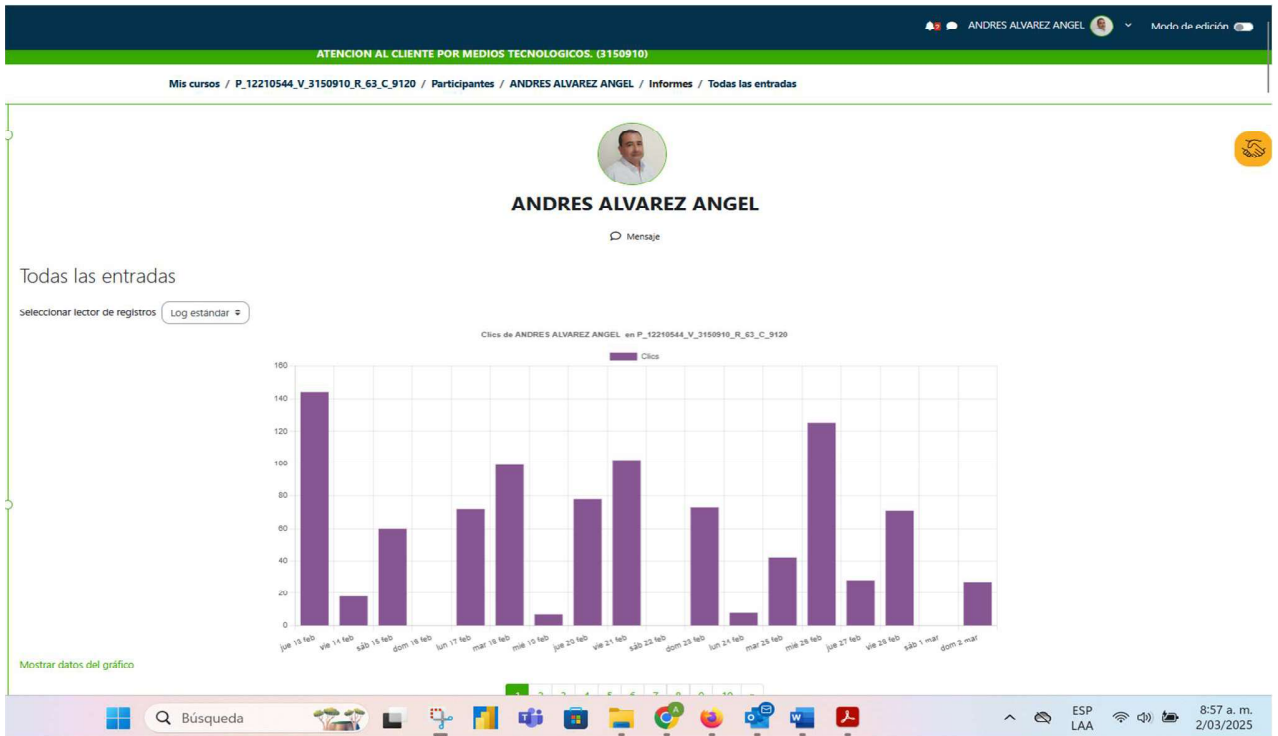 ANDRES ALVAREZ ANGEL
Modo de edición
ATENCION AL CLIENTE POR MEDIOS TECNOLOGICOS. (3150910)
Mis cursos / P_12210544_V_3150910_R_63_C_9120 / Participantes / ANDRES ALVAREZ ANGEL / Informes / Todas las entradas
ANDRES ALVAREZ ANGEL
Mensaje
Todas las entradas
Seleccionar lector de registros Log estándar
Clics de ANDRES ALVAREZ ANGEL en P_12210544_V_3150910_R_63_C_9120
Clics
160
140
120
100
80
60
40
20
0
jue 13 feb
vie 14 feb
sáb 15 feb
dom 16 feb
lun 17 feb
mar 18 feb
mié 19 feb
jue 20 feb
vie 21 feb
sáb 22 feb
dom 23 feb
lun 24 feb
mar 25 feb
mié 26 feb
jue 27 feb
vie 28 feb
sáb 1 mar
dom 2 mar
Mostrar datos del gráfico
1 2 3 4 5 6 7 8 9 10 »
Búsqueda
ESP
LAA
8:57 a. m.
2/03/2025